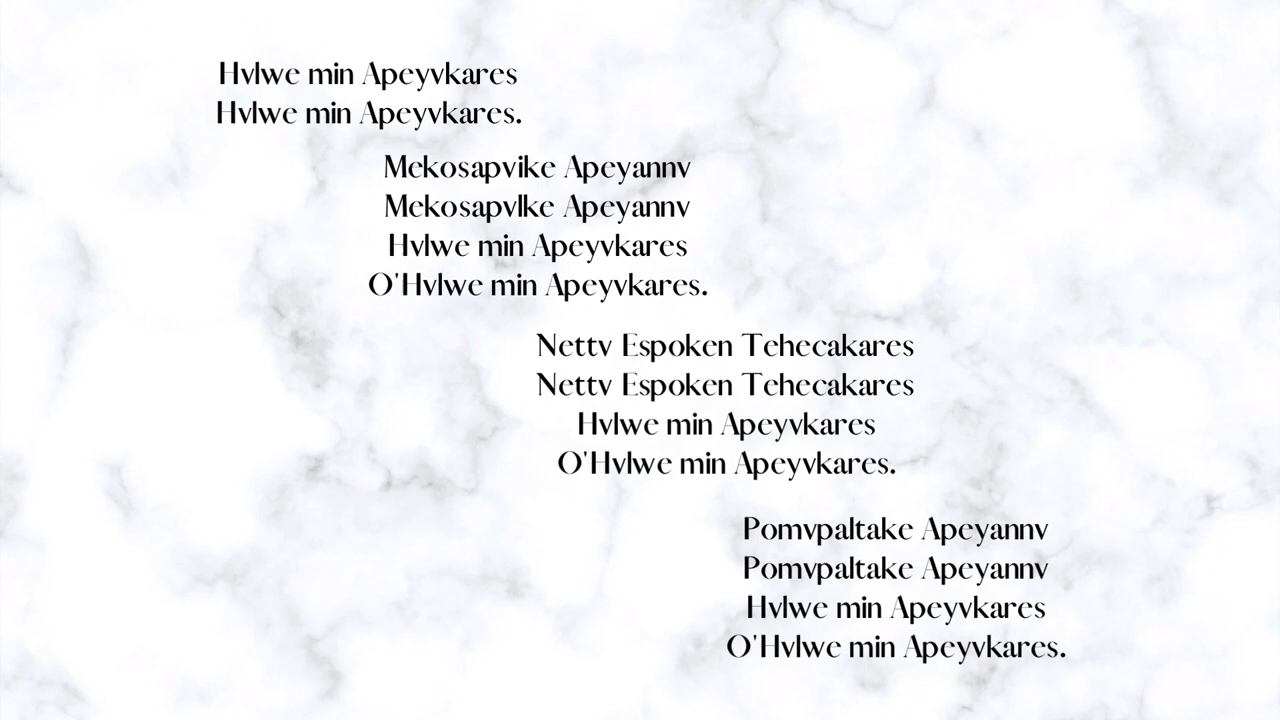 Hvlwe min Apeyvkares
Hvlwe min Apeyvkares.
Mekosapvike Apeyannv
Mekosapvlke Apeyannv
Hvlwe min Apeyvkares
O'Hvlwe min Apeyvkares.
Nettv Espoken Tehecakares
Nettv Espoken Tehecakares
Hvlwe min Apeyvkares
O'Hvlwe min Apeyvkares.
Pomvpaltake Apeyannv
Pomvpaltake Apeyannv
Hvlwe min Apeyvkares
O'Hvlwe min Apeyvkares.